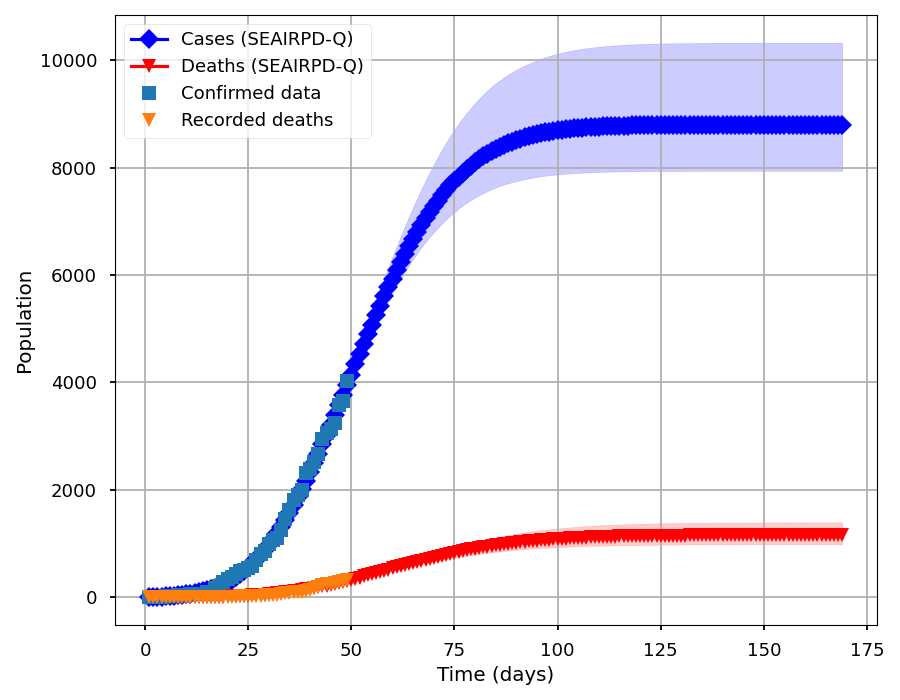 Cases (SEAIRPD-Q)
Deaths (SEAIRPD-Q)
Confirmed data
Recorded deaths
10000
8000
6000
4000
2000
0
Population
0 25 50 75 100 125 150 175
Time (days)